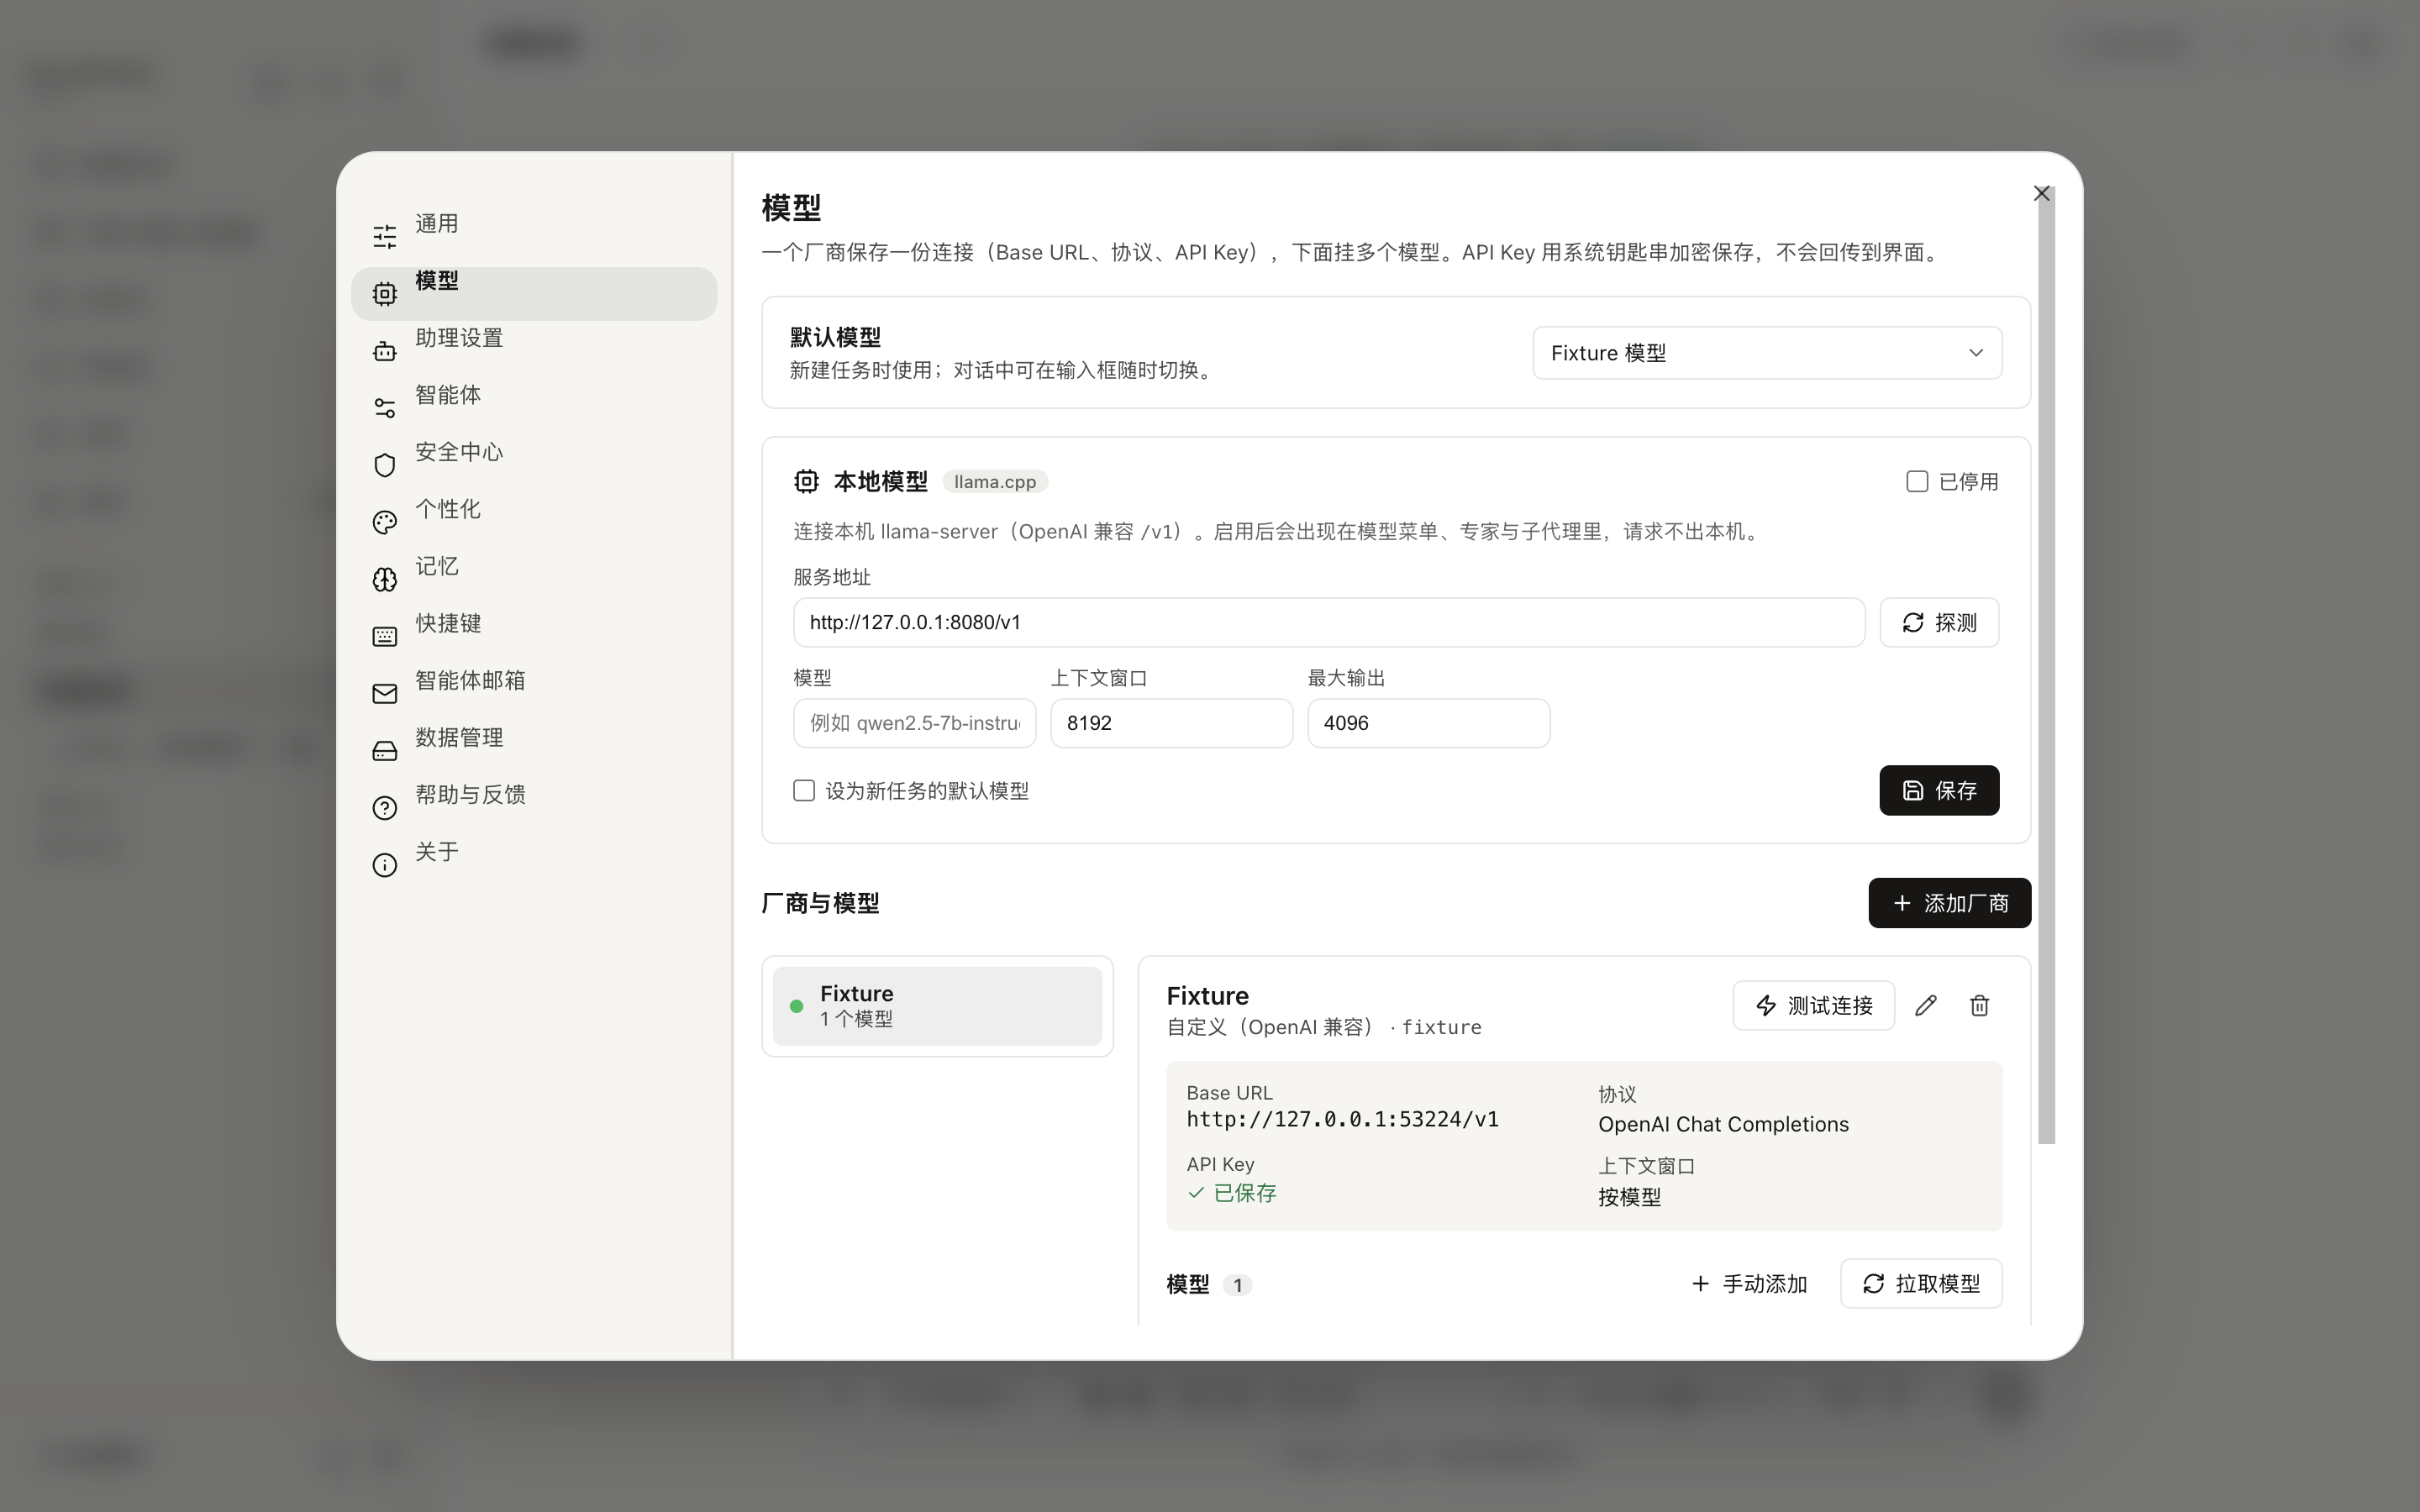 通用
模型
助理设置
智能体
安全中心
个性化
记忆
快捷键
智能体邮箱
数据管理
帮助与反馈
关于
模型
一个厂商保存一份连接（Base URL、协议、API Key），下面挂多个模型。API Key 用系统钥匙串加密保存，不会回传到界面。
默认模型
新建任务时使用；对话中可在输入框随时切换。
Fixture 模型
本地模型 llama.cpp
已停用
连接本机 llama-server（OpenAI 兼容 /v1）。启用后会出现在模型菜单、专家与子代理里，请求不出本机。
服务地址
http://127.0.0.1:8080/v1
探测
模型 上下文窗口 最大输出
例如 qwen2.5-7b-instru 8192 4096
设为新任务的默认模型
保存
厂商与模型
添加厂商
Fixture
1 个模型
Fixture
自定义（OpenAI 兼容） · fixture
测试连接
Base URL
http://127.0.0.1:53224/v1
协议
OpenAI Chat Completions
API Key
已保存
上下文窗口
按模型
模型 1
手动添加
拉取模型